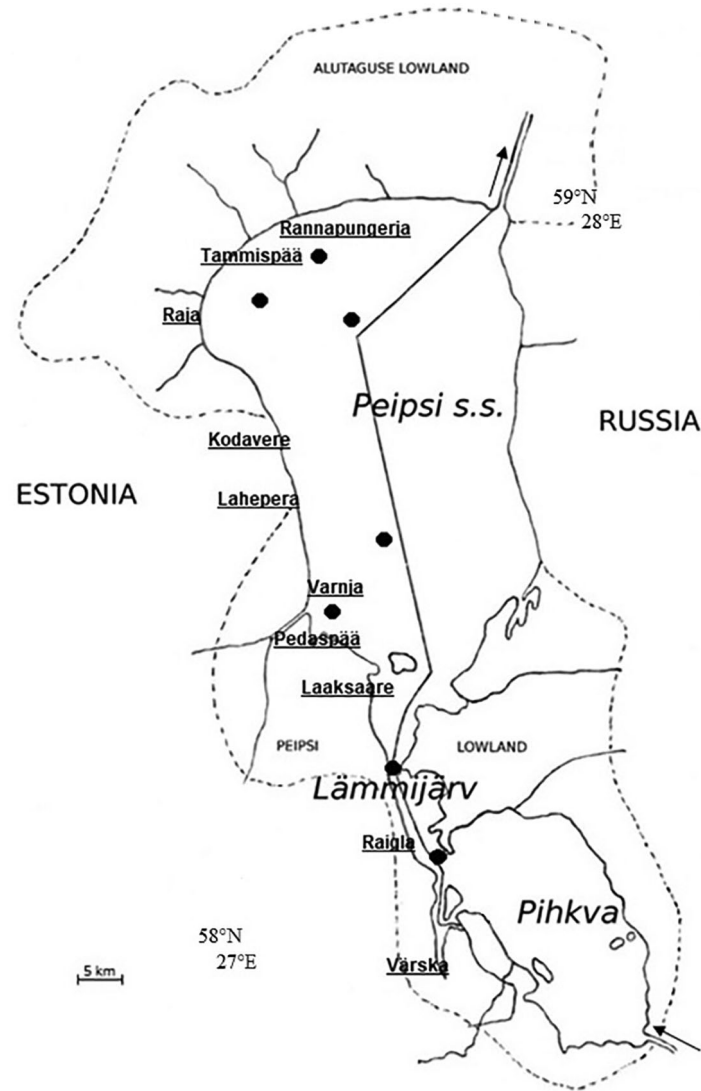 ALUTAGUSE LOWLAND
59°N
28°E
Rannapungerja
Tammispää
Raja
Peipsi s.s.
RUSSIA
Kodavere
ESTONIA
Lahepera
Varnja
Pedaspää
Laaksaare
PEIPSI
LOWLAND
Lämmijärv
Raigla
Pihkva
58°N
27°E
Värska
5 km